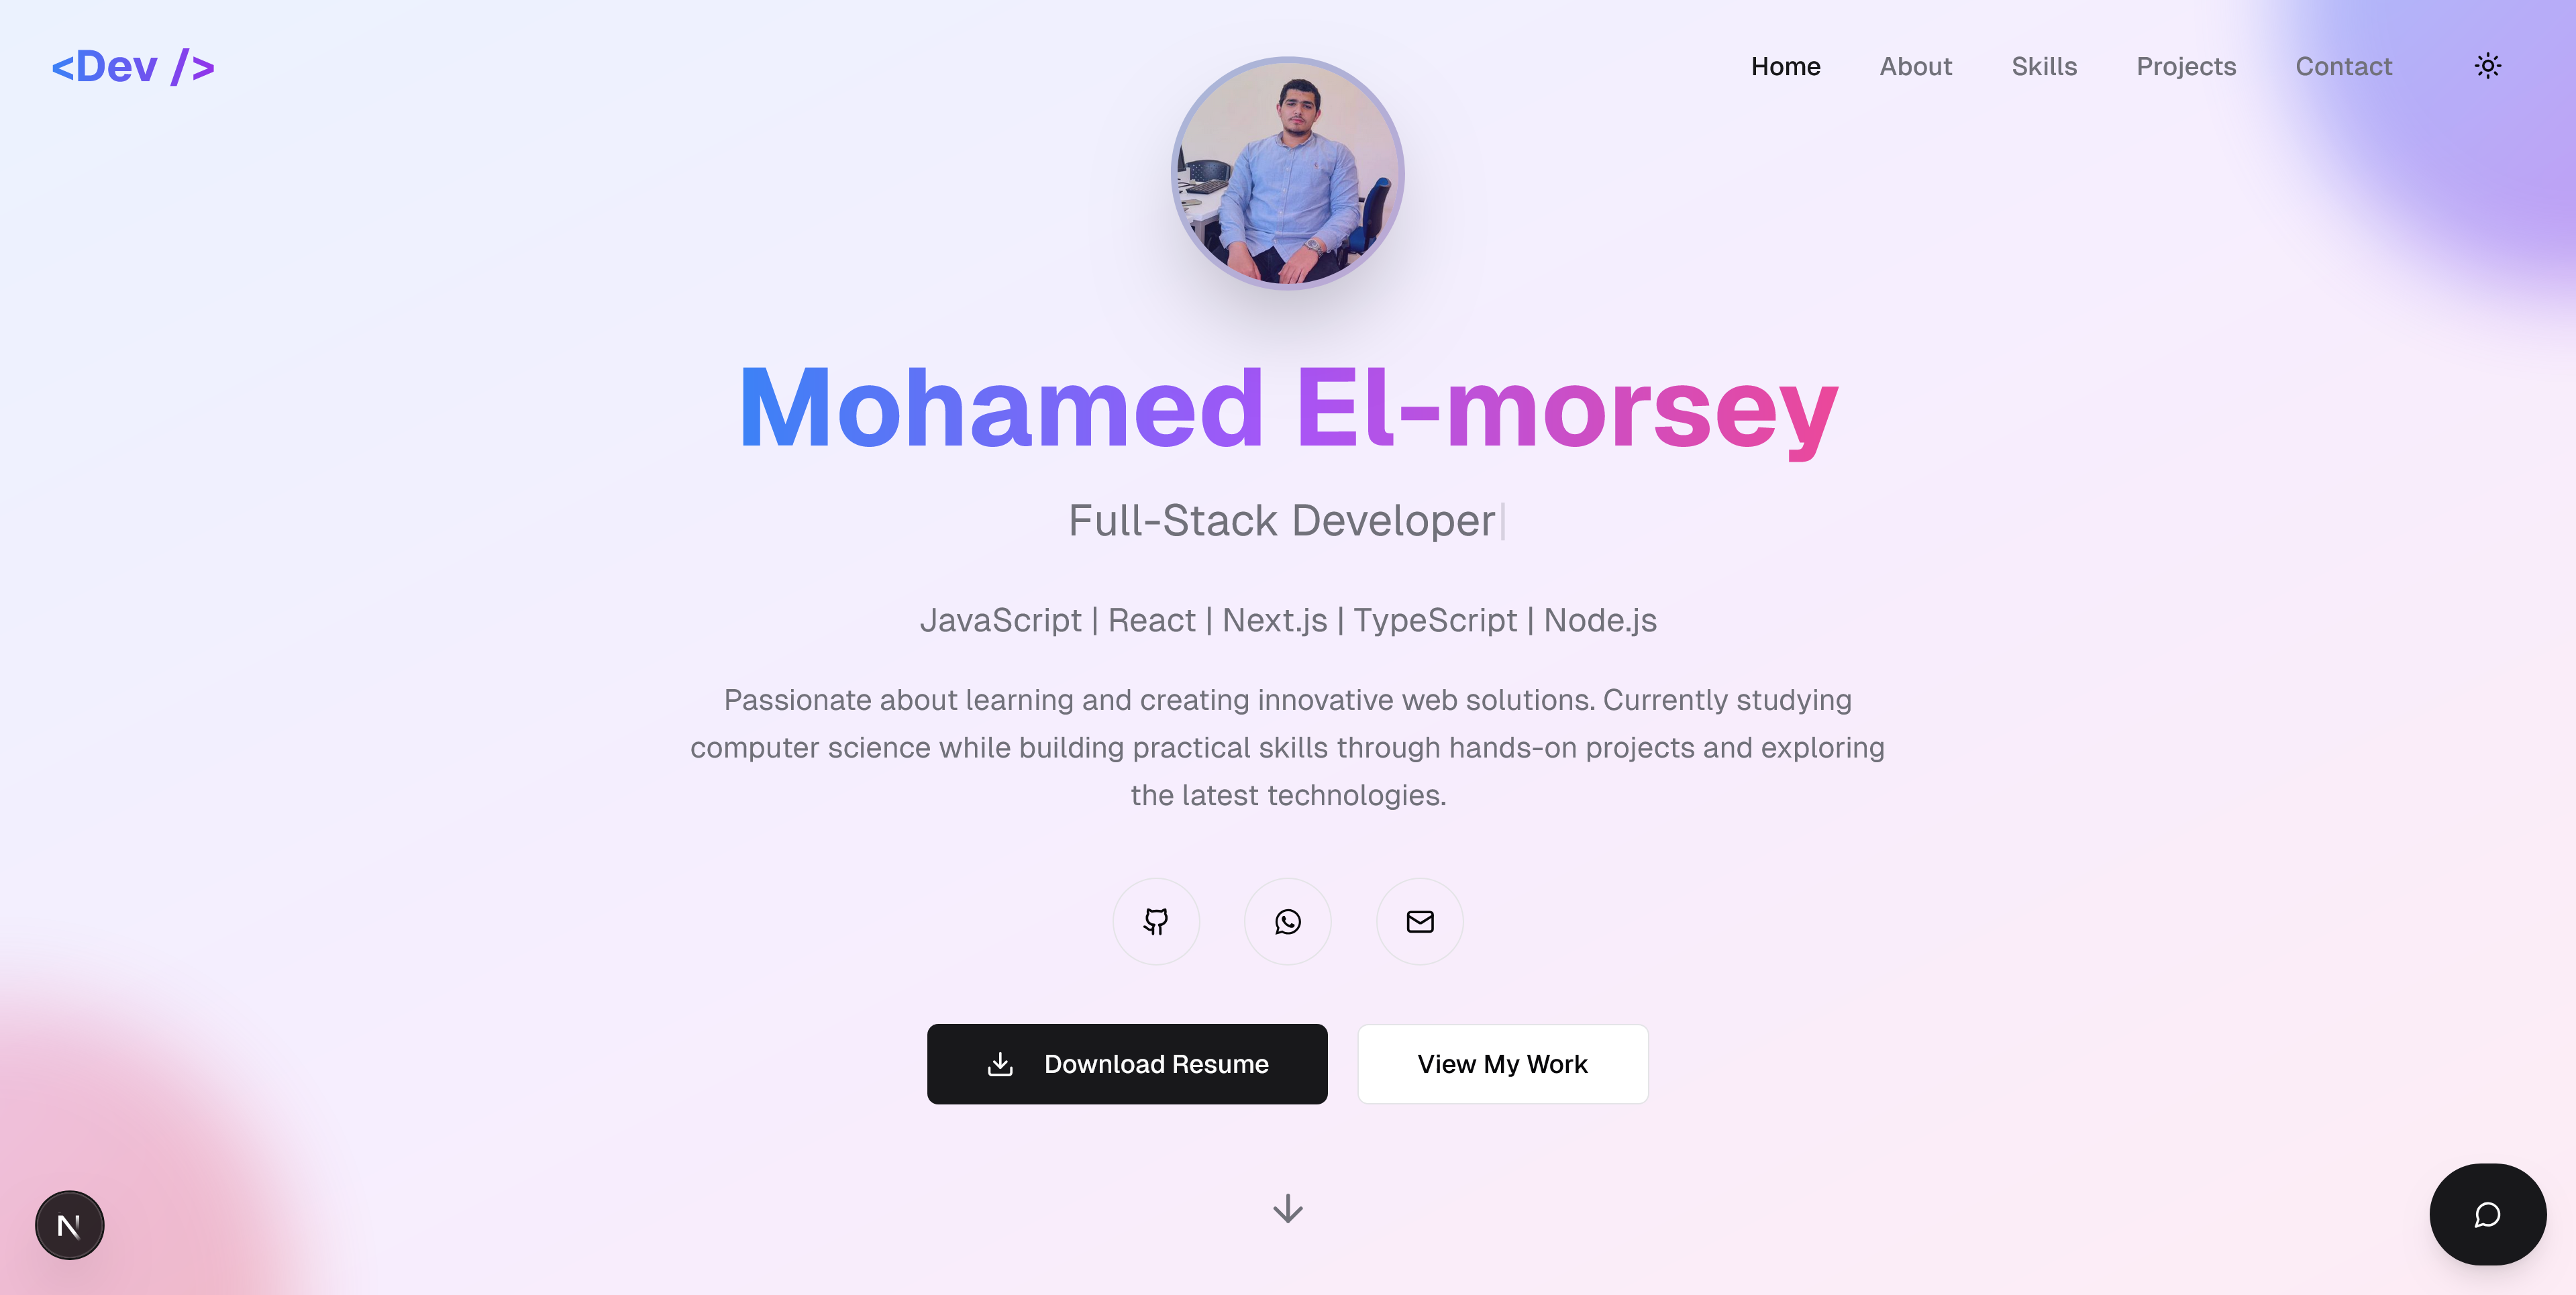 <Dev />
Home About Skills Projects Contact
Mohamed El-morsey
Full-Stack Developer|
JavaScript | React | Next.js | TypeScript | Node.js
Passionate about learning and creating innovative web solutions. Currently studying
computer science while building practical skills through hands-on projects and exploring
the latest technologies.
Download Resume View My Work
N